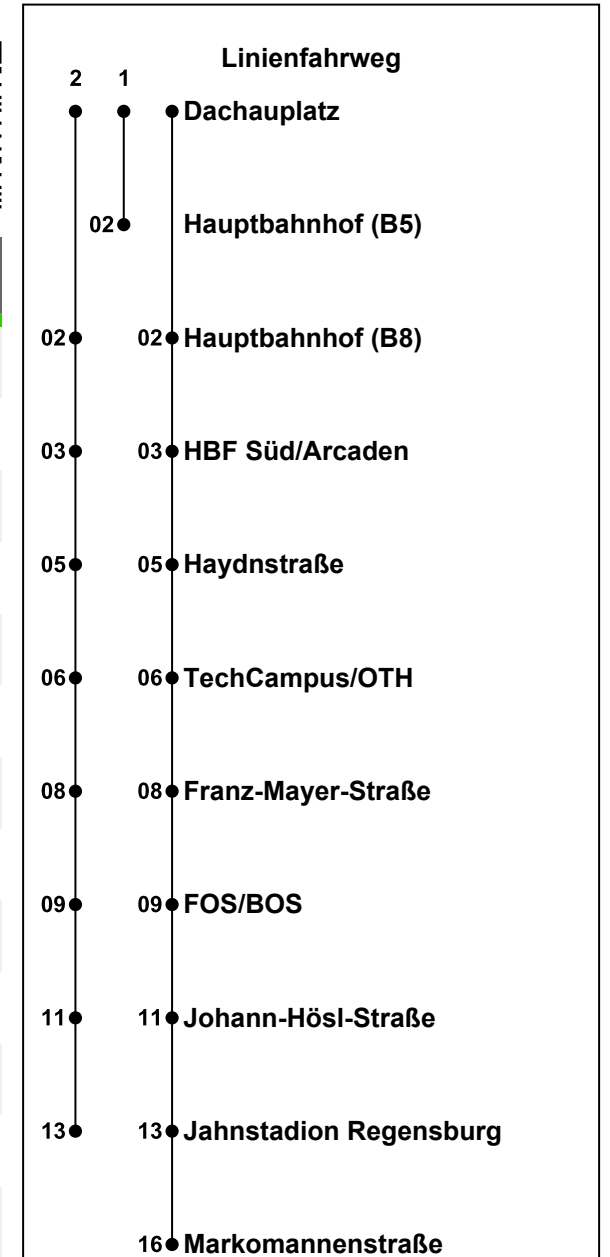 Linienfahrweg
2 1
Dachauplatz
02 Hauptbahnhof (B5)
02 02 Hauptbahnhof (B8)
03 03 HBF Süd/Arcaden
05 05 Haydnstraße
06 06 TechCampus/OTH
08 08 Franz-Mayer-Straße
09 09 FOS/BOS
11 11 Johann-Hösl-Straße
13 13 Jahnstadion Regensburg
16 Markomannenstraße